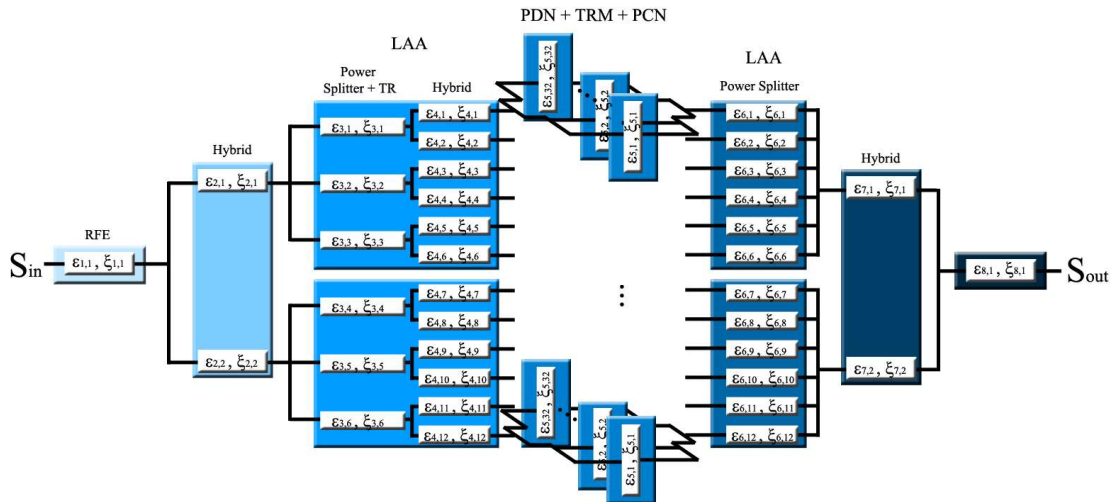 PDN + TRM + PCN
LAA
LAA
Power
Splitter + TR
Hybrid
Power Splitter
Hybrid
Hybrid
RFE
Sin
ε1,1 , ξ1,1
ε2,1 , ξ2,1
ε2,2 , ξ2,2
ε3,1 , ξ3,1
ε3,2 , ξ3,2
ε3,3 , ξ3,3
ε3,4 , ξ3,4
ε3,5 , ξ3,5
ε3,6 , ξ3,6
ε4,1 , ξ4,1
ε4,2 , ξ4,2
ε4,3 , ξ4,3
ε4,4 , ξ4,4
ε4,5 , ξ4,5
ε4,6 , ξ4,6
ε4,7 , ξ4,7
ε4,8 , ξ4,8
ε4,9 , ξ4,9
ε4,10 , ξ4,10
ε4,11 , ξ4,11
ε4,12 , ξ4,12
ε5,32 , ξ5,32
ε5,2 , ξ5,2
ε5,1 , ξ5,1
ε5,32 , ξ5,32
ε5,2 , ξ5,2
ε5,1 , ξ5,1
ε6,1 , ξ6,1
ε6,2 , ξ6,2
ε6,3 , ξ6,3
ε6,4 , ξ6,4
ε6,5 , ξ6,5
ε6,6 , ξ6,6
ε6,7 , ξ6,7
ε6,8 , ξ6,8
ε6,9 , ξ6,9
ε6,10 , ξ6,10
ε6,11 , ξ6,11
ε6,12 , ξ6,12
ε7,1 , ξ7,1
ε7,2 , ξ7,2
ε8,1 , ξ8,1
Sout